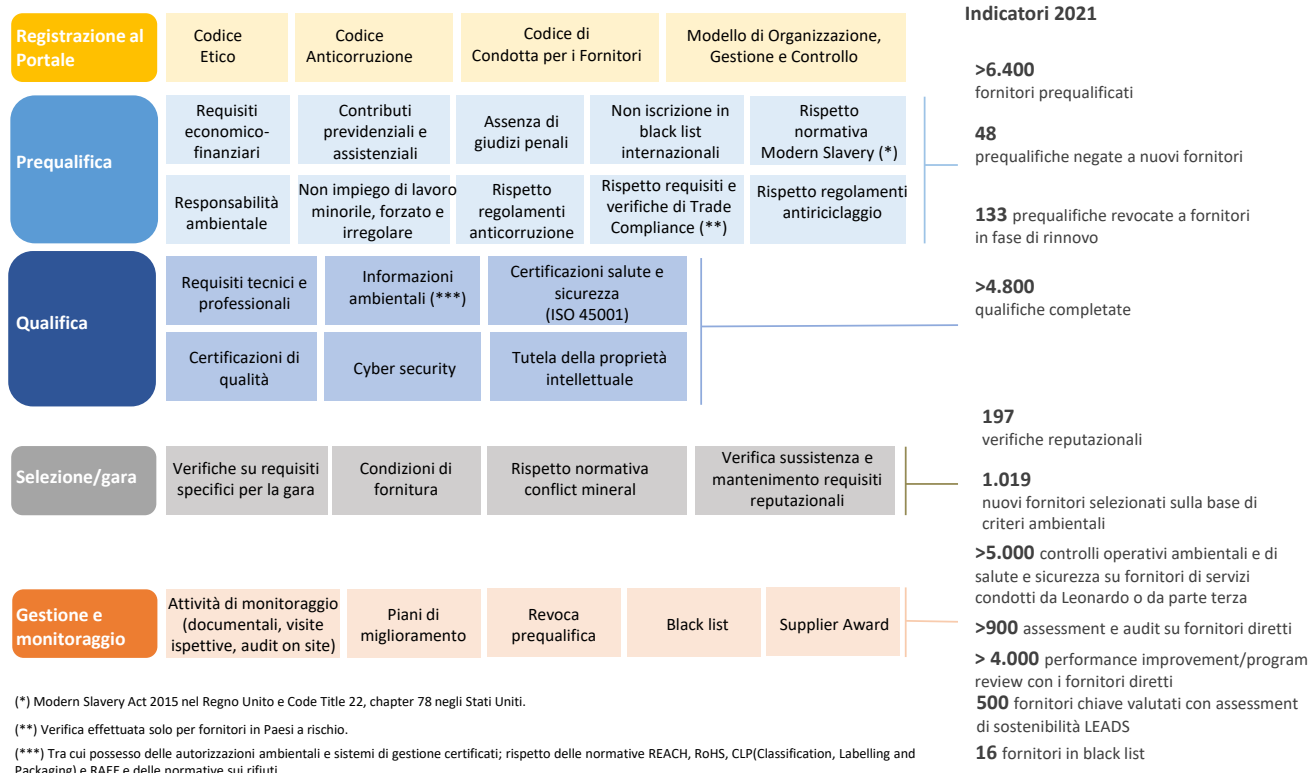 Indicatori 2021
Registrazione al
Portale
Codice
Etico
Codice
Anticorruzione
Codice di
Condotta per i Fornitori
Modello di Organizzazione,
Gestione e Controllo
>6.400
fornitori prequalificati
Prequalifica
Requisiti
economico-
finanziari
Contributi
previdenziali e
assistenziali
Assenza di
giudizi penali
Non iscrizione in
black list
internazionali
Rispetto
normativa
Modern Slavery (*)
48
prequalifiche negate a nuovi fornitori
Responsabilità
ambientale
Non impiego di lavoro
minorile, forzato e
irregolare
Rispetto
regolamenti
anticorruzione
Rispetto requisiti e
verifiche di Trade
Compliance (**)
Rispetto regolamenti
antiriciclaggio
133 prequalifiche revocate a fornitori
in fase di rinnovo
Qualifica
Requisiti tecnici e
professionali
Informazioni
ambientali (***)
Certificazioni salute e
sicurezza
(ISO 45001)
>4.800
qualifiche completate
Certificazioni di
qualità
Cyber security
Tutela della proprietà
intellettuale
197
verifiche reputazionali
Selezione/gara
Verifiche su requisiti
specifici per la gara
Condizioni di
fornitura
Rispetto normativa
conflict mineral
Verifica sussistenza e
mantenimento requisiti
reputazionali
1.019
nuovi fornitori selezionati sulla base di
criteri ambientali
>5.000 controlli operativi ambientali e di
salute e sicurezza su fornitori di servizi
condotti da Leonardo o da parte terza
Gestione e
monitoraggio
Attività di monitoraggio
(documentali, visite
ispettive, audit on site)
Piani di
miglioramento
Revoca
prequalifica
Black list
Supplier Award
>900 assessment e audit su fornitori diretti
> 4.000 performance improvement/program
review con i fornitori diretti
500 fornitori chiave valutati con assessment
di sostenibilità LEADS
16 fornitori in black list
(*) Modern Slavery Act 2015 nel Regno Unito e Code Title 22, chapter 78 negli Stati Uniti.
(**) Verifica effettuata solo per fornitori in Paesi a rischio.
(***) Tra cui possesso delle autorizzazioni ambientali e sistemi di gestione certificati; rispetto delle normative REACH, RoHS, CLP(Classification, Labelling and
Packaging) e RAEE e delle normative sui rifiuti